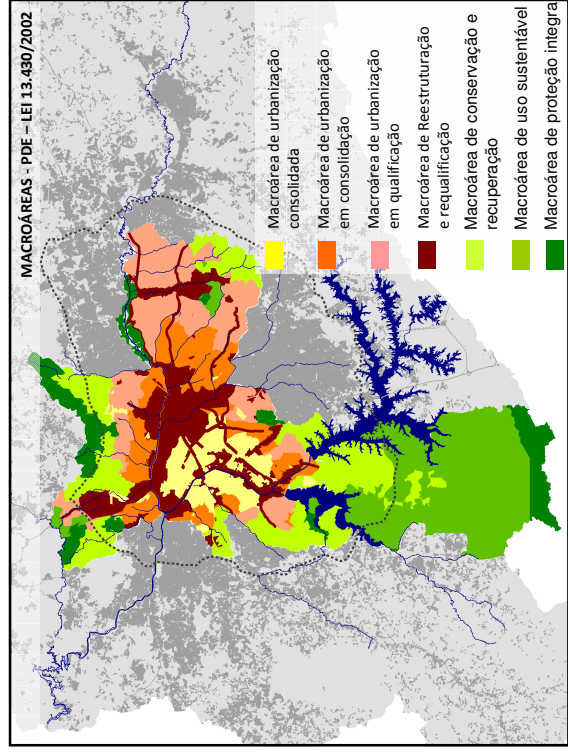 MACROÁREAS - PDE – LEI 13.430/2002
Macroárea de urbanização
consolidada
Macroárea de urbanização
em consolidação
Macroárea de urbanização
em qualificação
Macroárea de Reestruturação
e requalificação
Macroárea de conservação e
recuperação
Macroárea de uso sustentável
Macroárea de proteção integra